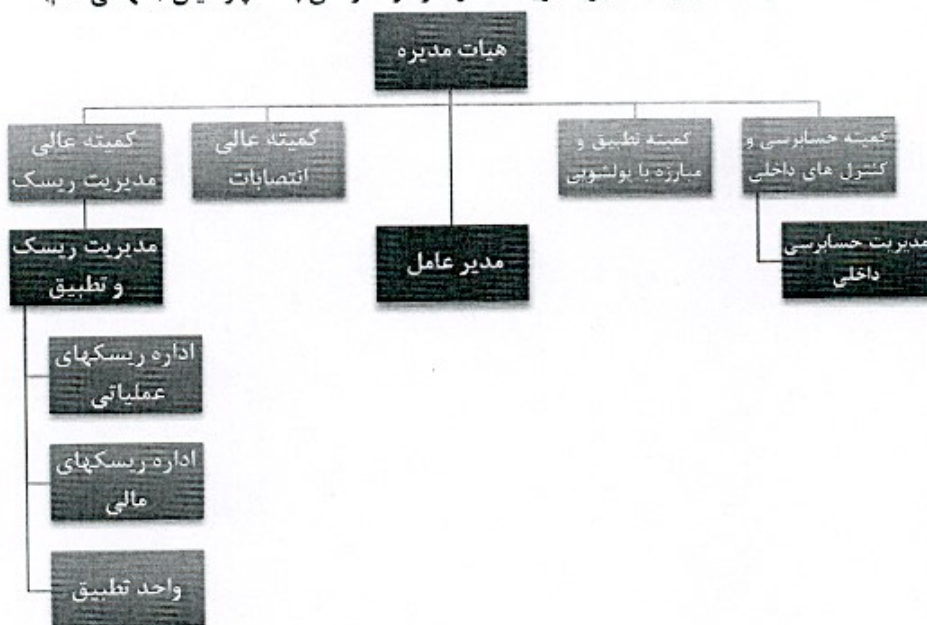 هیات مدیره
کمیته حسابرسی و
کنترل های داخلی
کمیته تطبیق و
مبارزه با پولشویی
کمیته عالی
انتصابات
کمیته عالی
مدیریت ریسک
مدیریت حسابرسی
داخلی
مدیر عامل
مدیریت ریسک
و تطبیق
اداره ریسکهای
عملیاتی
اداره ریسکهای
مالی
واحد تطبیق